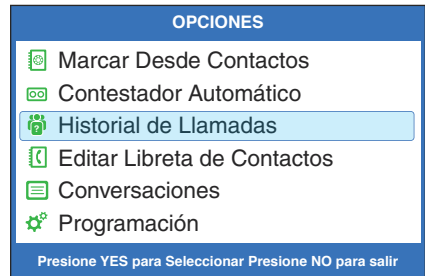 OPCIONES
Marcar Desde Contactos
Contestador Automático
Historial de Llamadas
Editar Libreta de Contactos
Conversaciones
Programación
Presione YES para Seleccionar Presione NO para salir